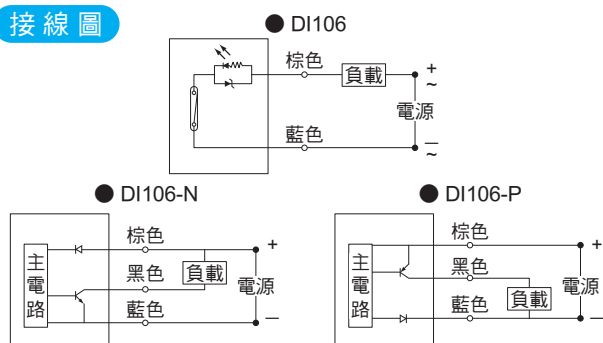 接線圖
● DI106
棕色
負載
+
~
電源
藍色
—
~
● DI106-N
主電路
棕色
黑色
負載
藍色
+
電源
—
● DI106-P
主電路
棕色
黑色
負載
藍色
+
電源
—